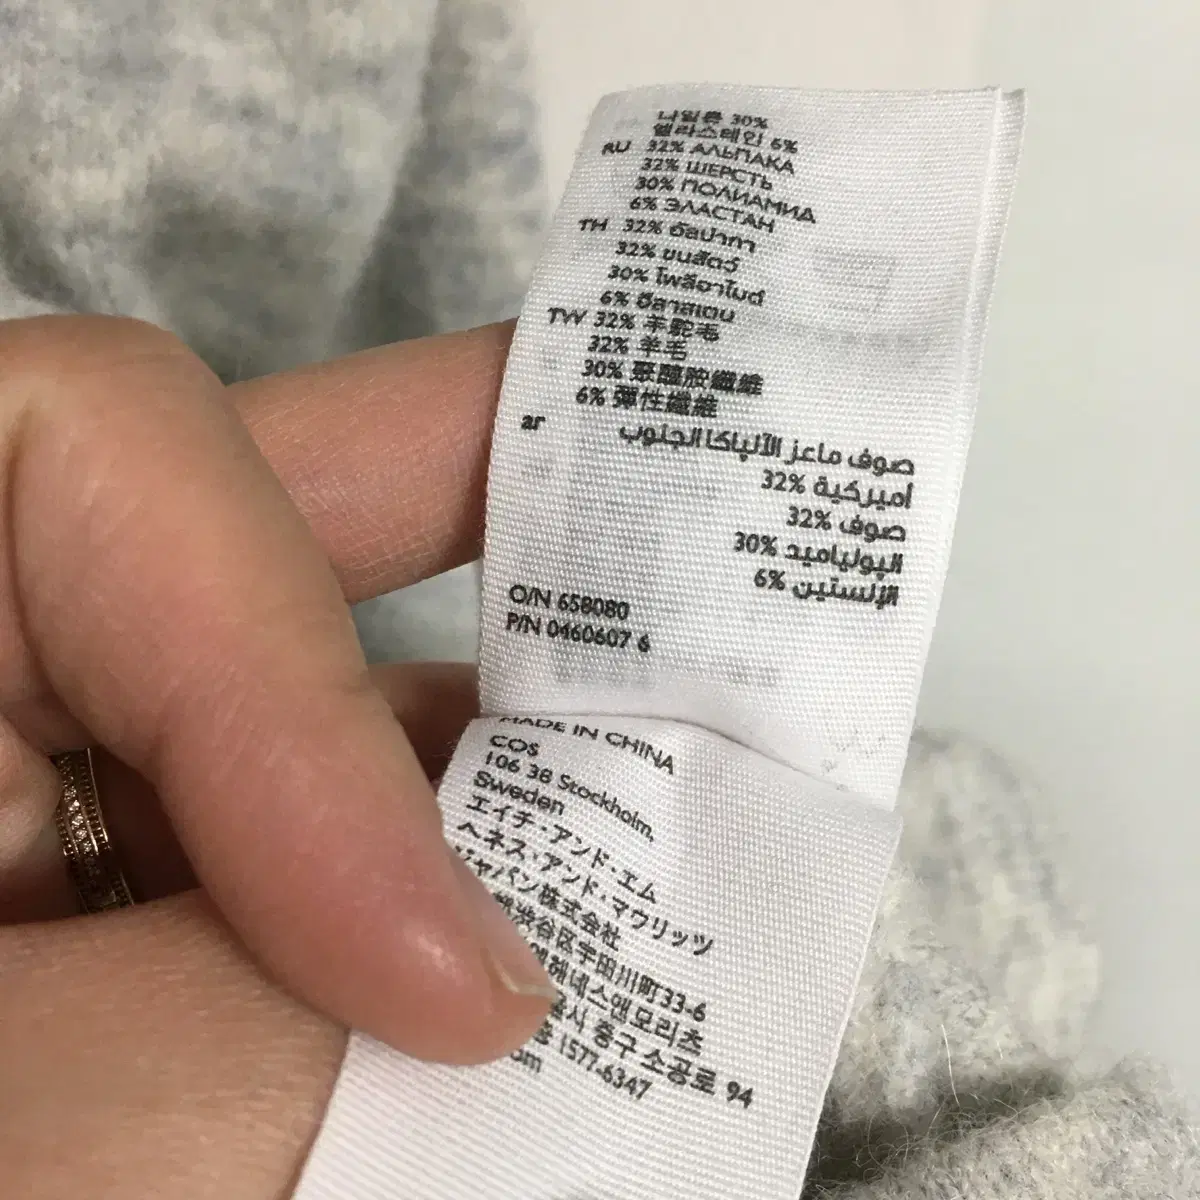 나일론 30%
엘라스테인 6%
RU 32% АЛЬПАКА
32% ШЕРСТЬ
30% ПОЛИАМИД
6% ЭЛАСТАН
TH 32% อัลปากา
32% ขนสัตว์
30% โพลีอาไมด์
6% อีลาสเตน
TW 32% 羊駝毛
32% 羊毛
30% 聚醯胺纖維
6% 彈性纖維
ar صوف ماعز الألپاكا الجنوب
أميركية 32%
صوف 32%
الپولياميد 30%
الإلستين 6%
O/N 658080
P/N 0460607 6
MADE IN CHINA
COS
106 38 Stockholm,
Sweden
エイチ・アンド・エム
ヘネス・アンド・マウリッツ
ジャパン株式会社
渋谷区宇田川町33-6
헤네스앤모리츠
시 중구 소공로 94
1577-6347